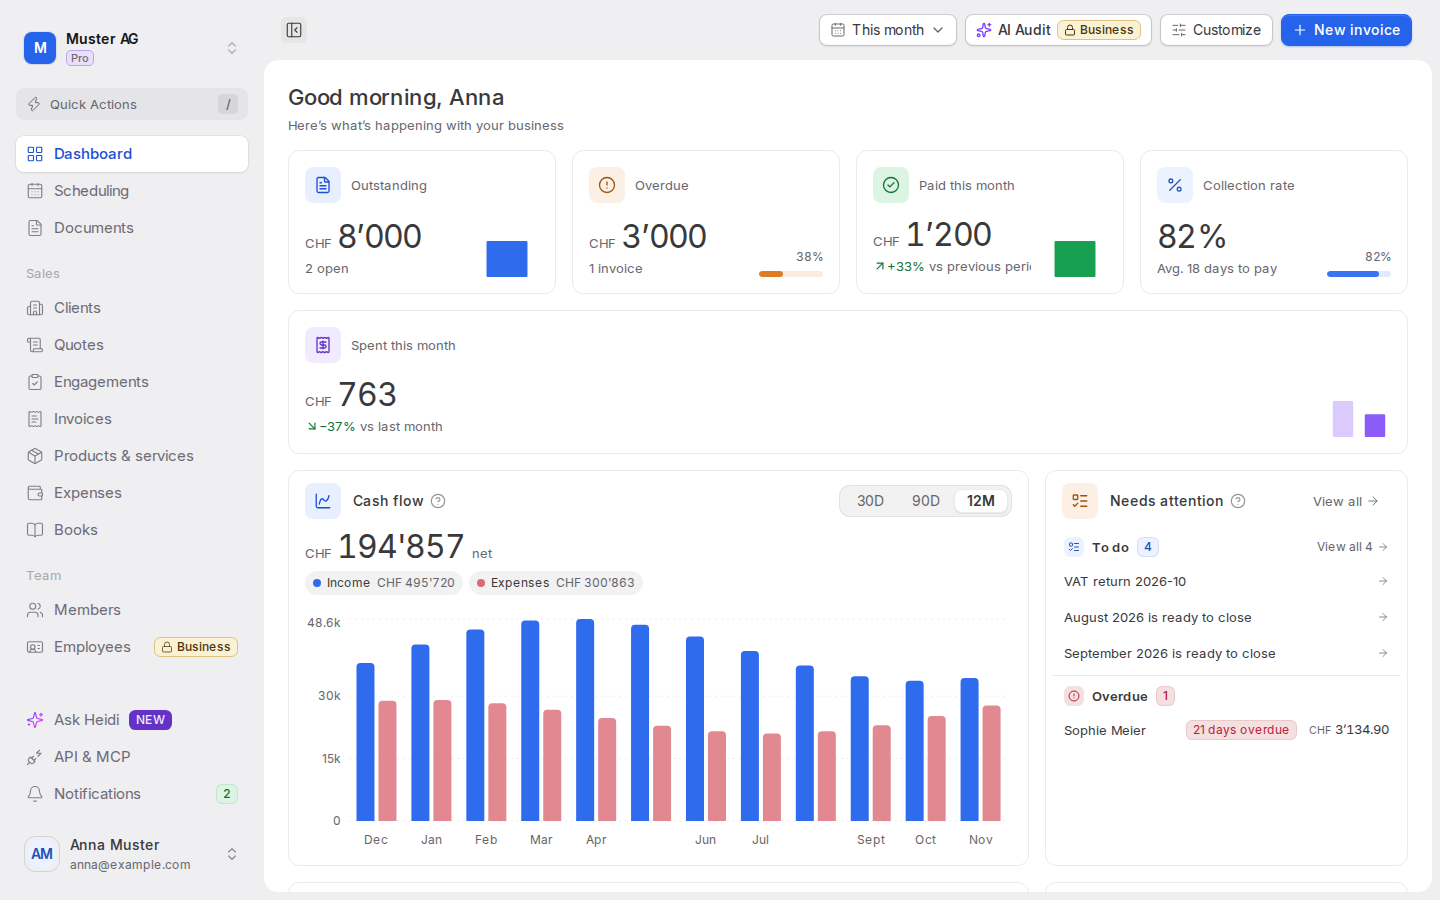 Muster AG
Pro
Quick Actions /
Dashboard
Scheduling
Documents
Sales
Clients
Quotes
Engagements
Invoices
Products & services
Expenses
Books
Team
Members
Employees Business
Ask Heidi NEW
API & MCP
Notifications 2
AM Anna Muster
anna@example.com
M
This month
AI Audit Business
Customize
New invoice
Good morning, Anna
Here's what's happening with your business
Outstanding
CHF 8’000
2 open
Overdue
CHF 3’000
1 invoice
38%
Paid this month
CHF 1’200
+33% vs previous peri
Collection rate
82%
Avg. 18 days to pay
82%
Spent this month
CHF 763
−37% vs last month
Cash flow
30D 90D 12M
CHF 194'857 net
Income CHF 495'720
Expenses CHF 300'863
48.6k
30k
15k
0
Dec Jan Feb Mar Apr Jun Jul Sept Oct Nov
Needs attention
View all
To do 4
View all 4
VAT return 2026-10
August 2026 is ready to close
September 2026 is ready to close
Overdue 1
Sophie Meier 21 days overdue CHF 3’134.90